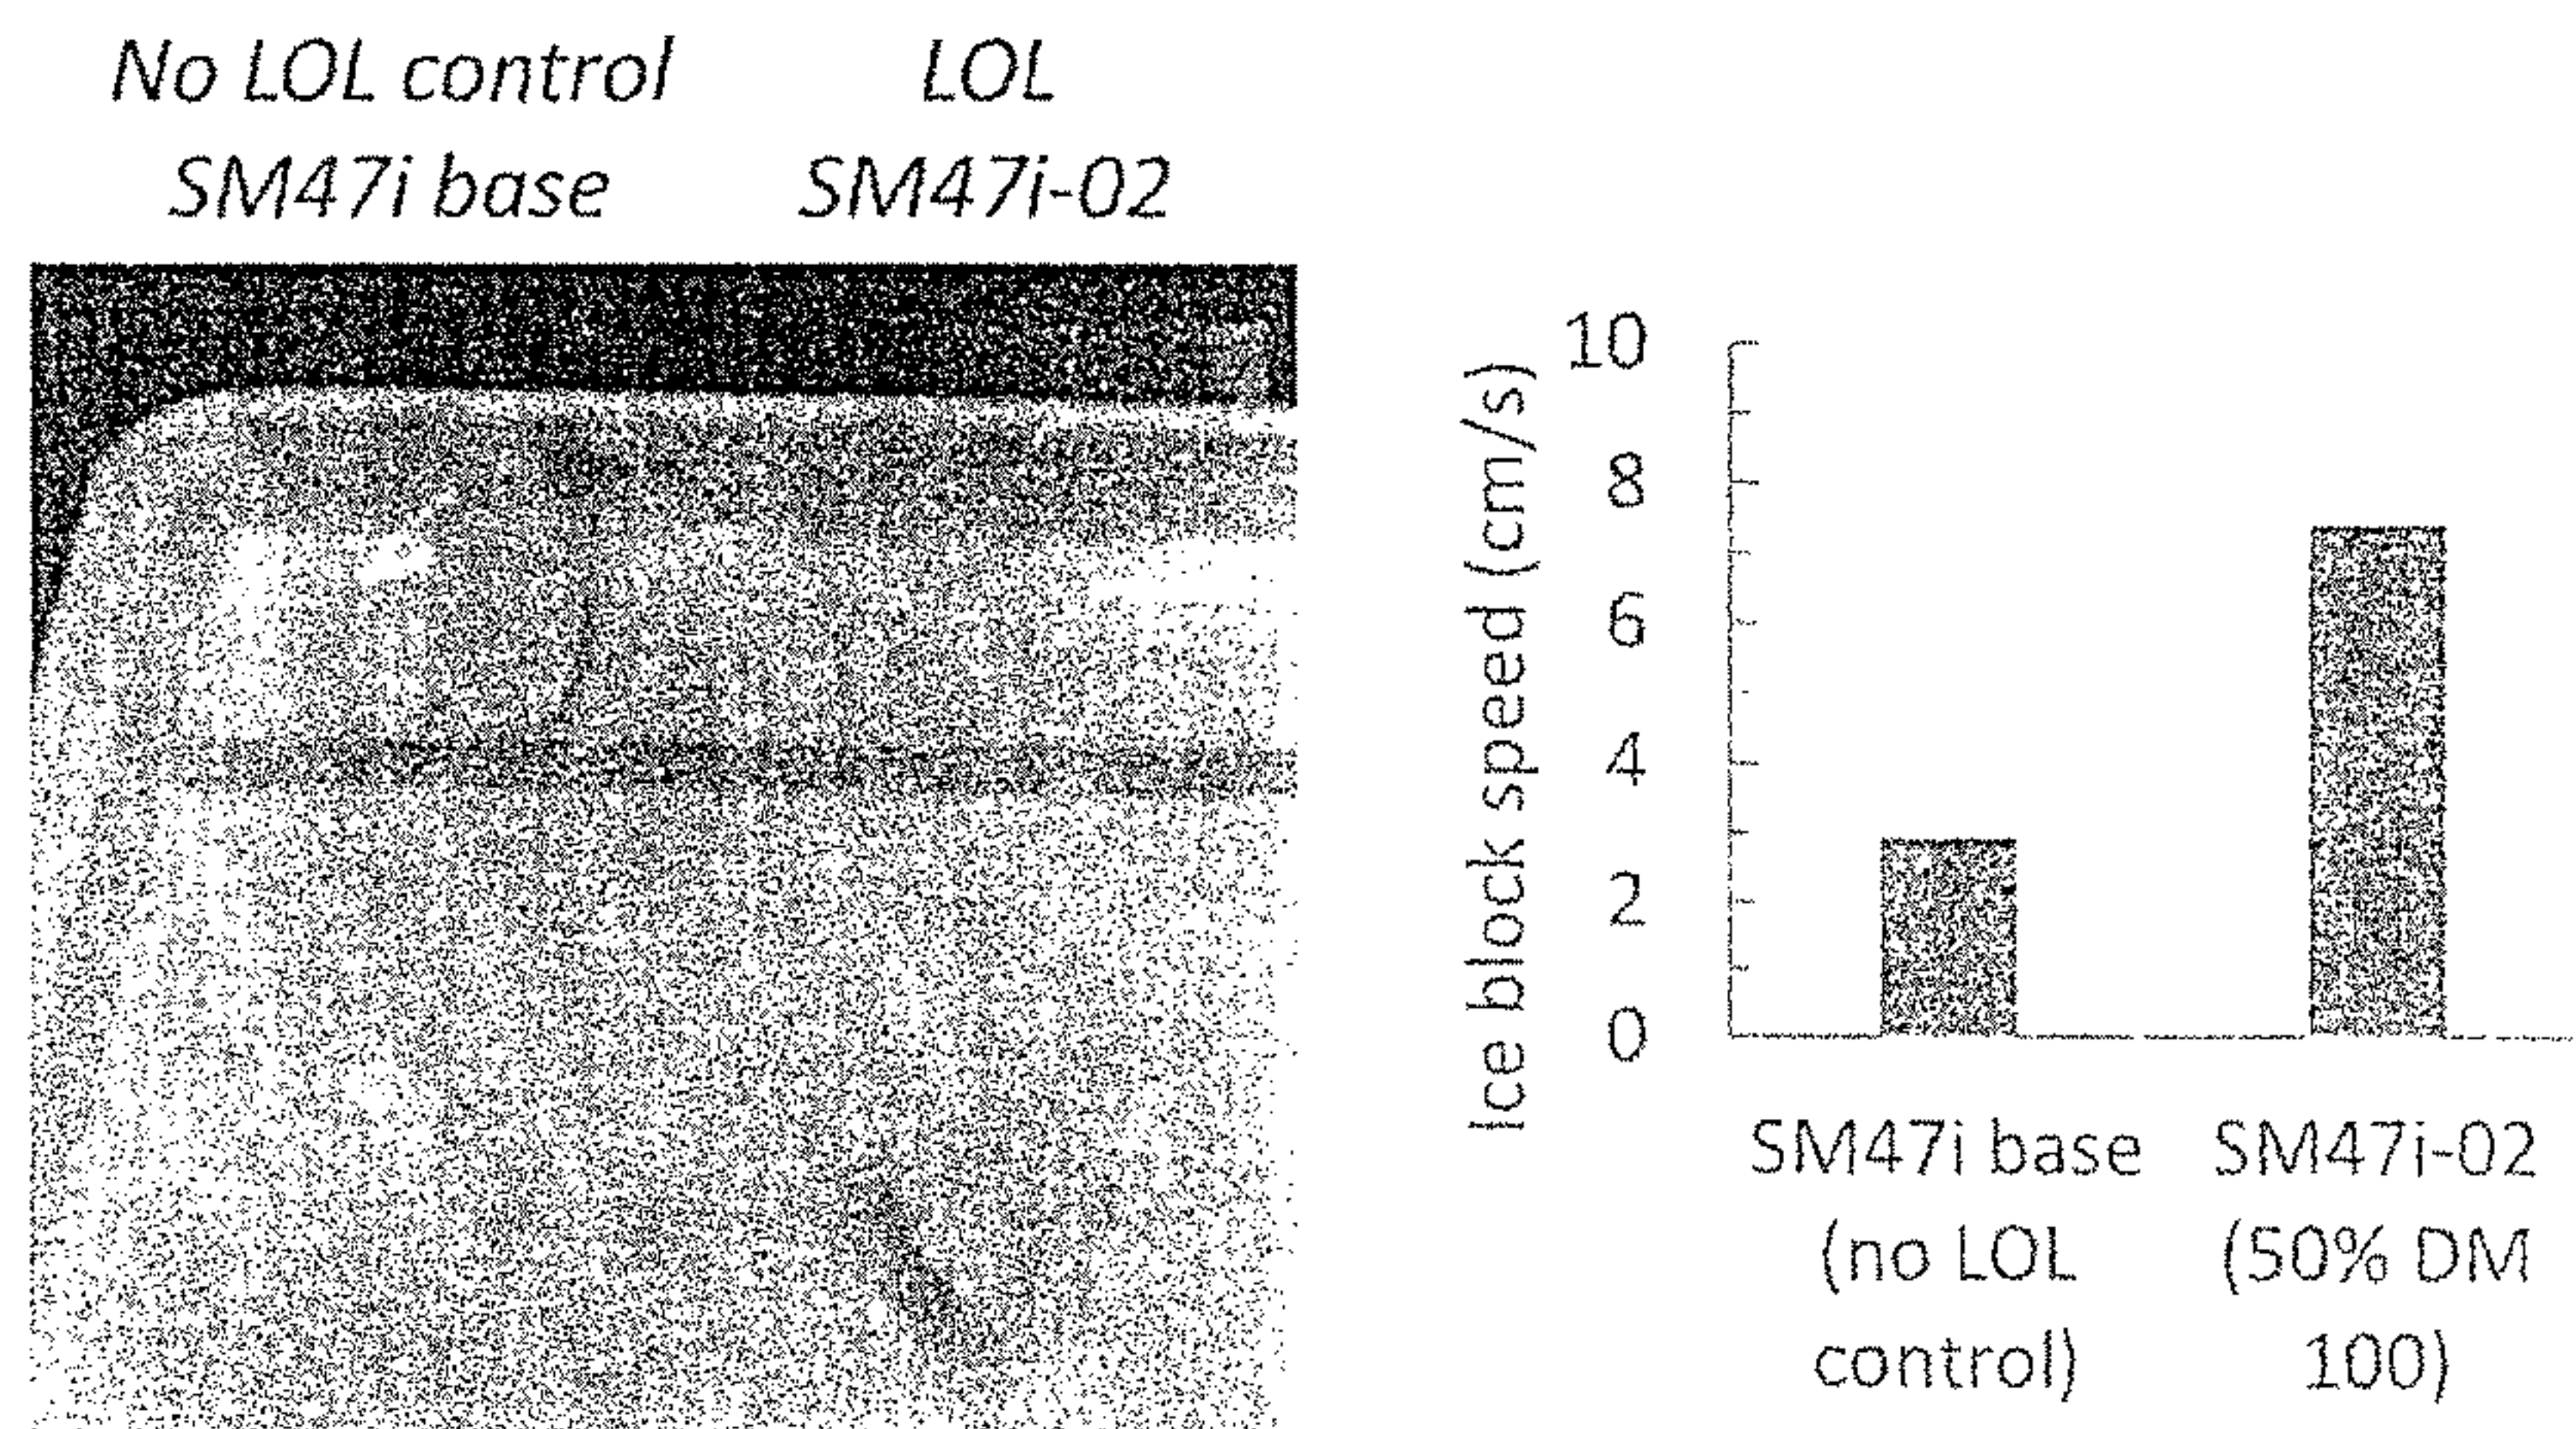 No LOL control
SM47i base
LOL
SM47i-02
Ice block speed (cm/s)
10
8
6
4
2
0
SM47i base
(no LOL
control)
SM47i-02
(50% DM
100)